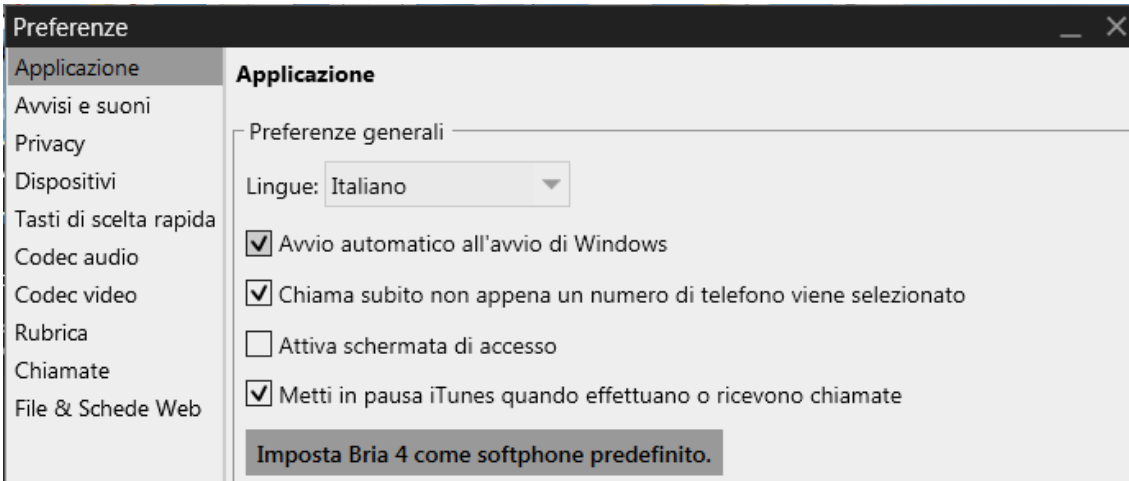 Preferenze
Applicazione
Avvisi e suoni
Privacy
Dispositivi
Tasti di scelta rapida
Codec audio
Codec video
Rubrica
Chiamate
File & Schede Web
Applicazione
Preferenze generali
Lingue: Italiano
Avvio automatico all'avvio di Windows
Chiama subito non appena un numero di telefono viene selezionato
Attiva schermata di accesso
Metti in pausa iTunes quando effettuano o ricevono chiamate
Imposta Bria 4 come softphone predefinito.